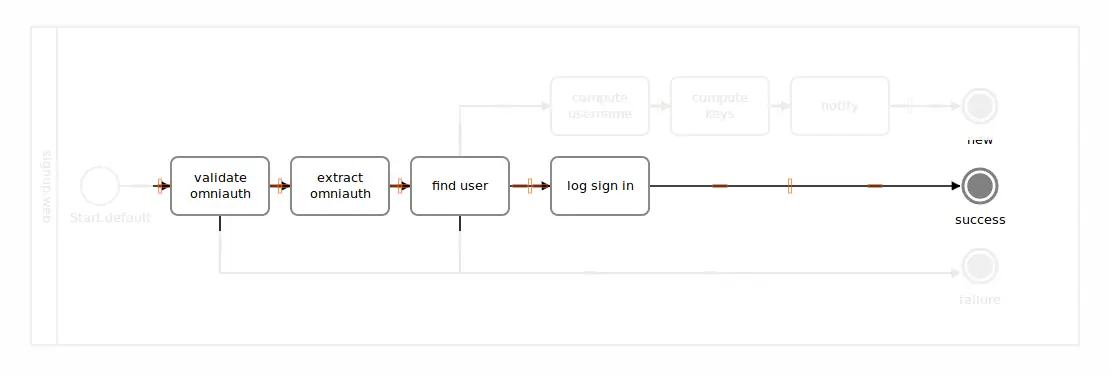 signup.web
Start.default
validate
omniauth
extract
omniauth
find user
log sign in
compute
username
compute
keys
notify
new
success
failure